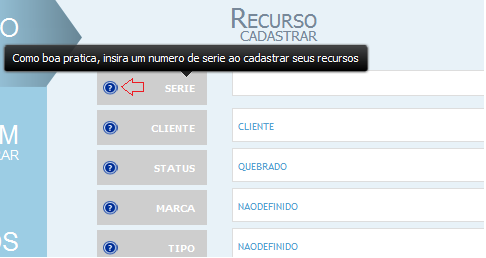 O
RECURSO
CADASTRAR
Como boa pratica, insira um numero de serie ao cadastrar seus recursos
? SERIE
? CLIENTE CLIENTE
M
RAR
? STATUS QUEBRADO
? MARCA NAODEFINIDO
OS
? TIPO NAODEFINIDO